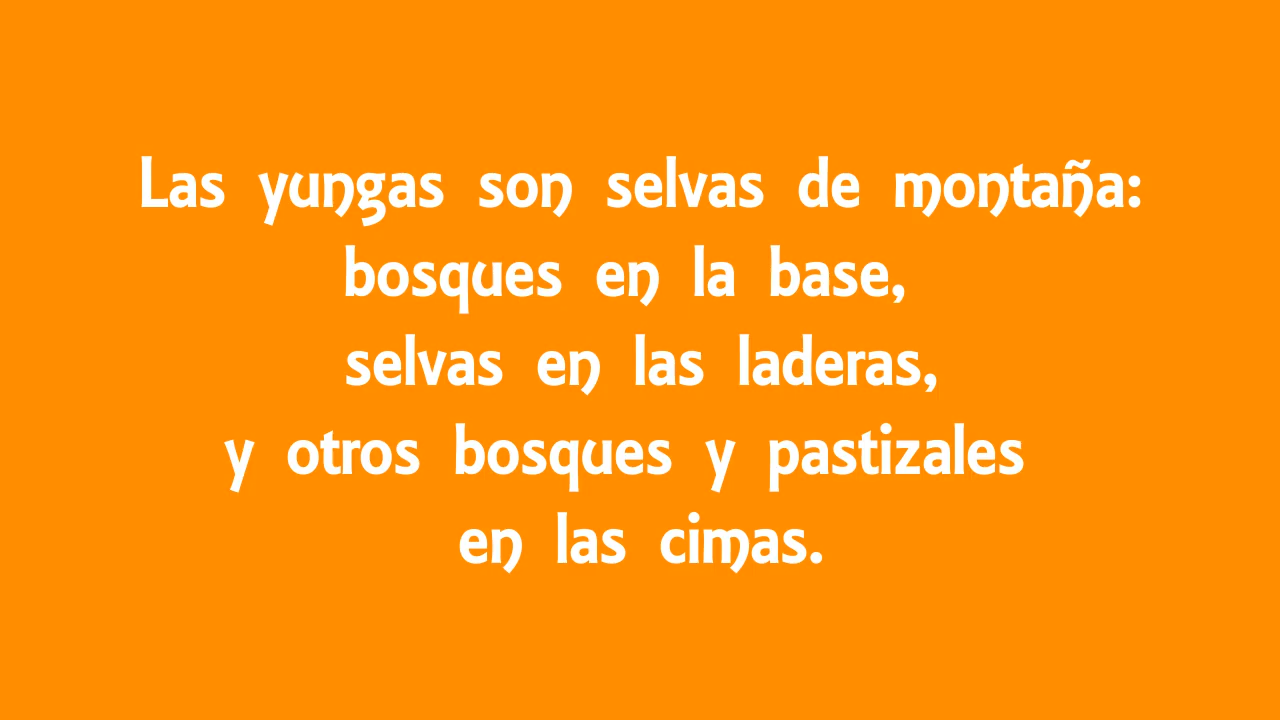 Las yungas son selvas de montaña:
bosques en la base,
selvas en las laderas,
y otros bosques y pastizales
en las cimas.